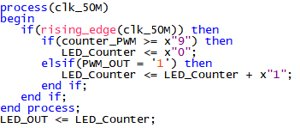 process(clk_50M)
begin
    if(rising_edge(clk_50M)) then
        if(counter_PWM >= x"9") then
            LED_Counter <= x"0";
        elsif(PWM_OUT = '1') then
            LED_Counter <= LED_Counter + x"1";
        end if;
    end if;
end process;
LED_OUT <= LED_Counter;